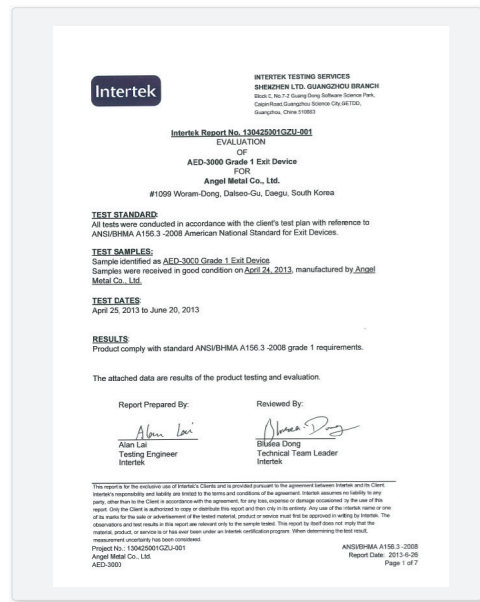 Intertek
INTERTEK TESTING SERVICES
SHENZHEN LTD. GUANGZHOU BRANCH
Block E, No.7-2 Guang Dong Software Science Park,
Caipin Road, Guangzhou Science City, GETDD,
Guangzhou, China 510663
Intertek Report No. 130425001GZU-001
EVALUATION
OF
AED-3000 Grade 1 Exit Device
FOR
Angel Metal Co., Ltd.
#1099 Woram-Dong, Dalseo-Gu, Daegu, South Korea
TEST STANDARD:
All tests were conducted in accordance with the client's test plan with reference to
ANSI/BHMA A156.3 -2008 American National Standard for Exit Devices.
TEST SAMPLES:
Sample identified as AED-3000 Grade 1 Exit Device
Samples were received in good condition on April 24, 2013, manufactured by Angel
Metal Co., Ltd.
TEST DATES:
April 25, 2013 to June 20, 2013
RESULTS:
Product comply with standard ANSI/BHMA A156.3 -2008 grade 1 requirements.
The attached data are results of the product testing and evaluation.
Report Prepared By: Reviewed By:
Alan Lai
Alan Lai Blusea Dong
Testing Engineer Technical Team Leader
Intertek Intertek
This report is for the exclusive use of Intertek's Client and is provided pursuant to the agreement between Intertek and its Client.
Intertek's responsibility and liability are limited to the terms and conditions of the agreement. Intertek assumes no liability to any
party, other than to the Client in accordance with the agreement, for any loss, expense or damage occasioned by the use of this
report. Only the Client is authorized to copy or distribute this report and then only in its entirety. Any use of the Intertek name or one
of its marks for the sale or advertisement of the tested material, product or service must first be approved in writing by Intertek. The
observations and test results in this report are relevant only to the sample tested. This report by itself does not imply that the
material, product, or service is or has ever been under an Intertek certification program. When determining the test result,
measurement uncertainty has been considered.
Project No.: 130425001GZU-001 ANSI/BHMA A156.3 -2008
Angel Metal Co., Ltd. Report Date: 2013-6-26
AED-3000 Page 1 of 7